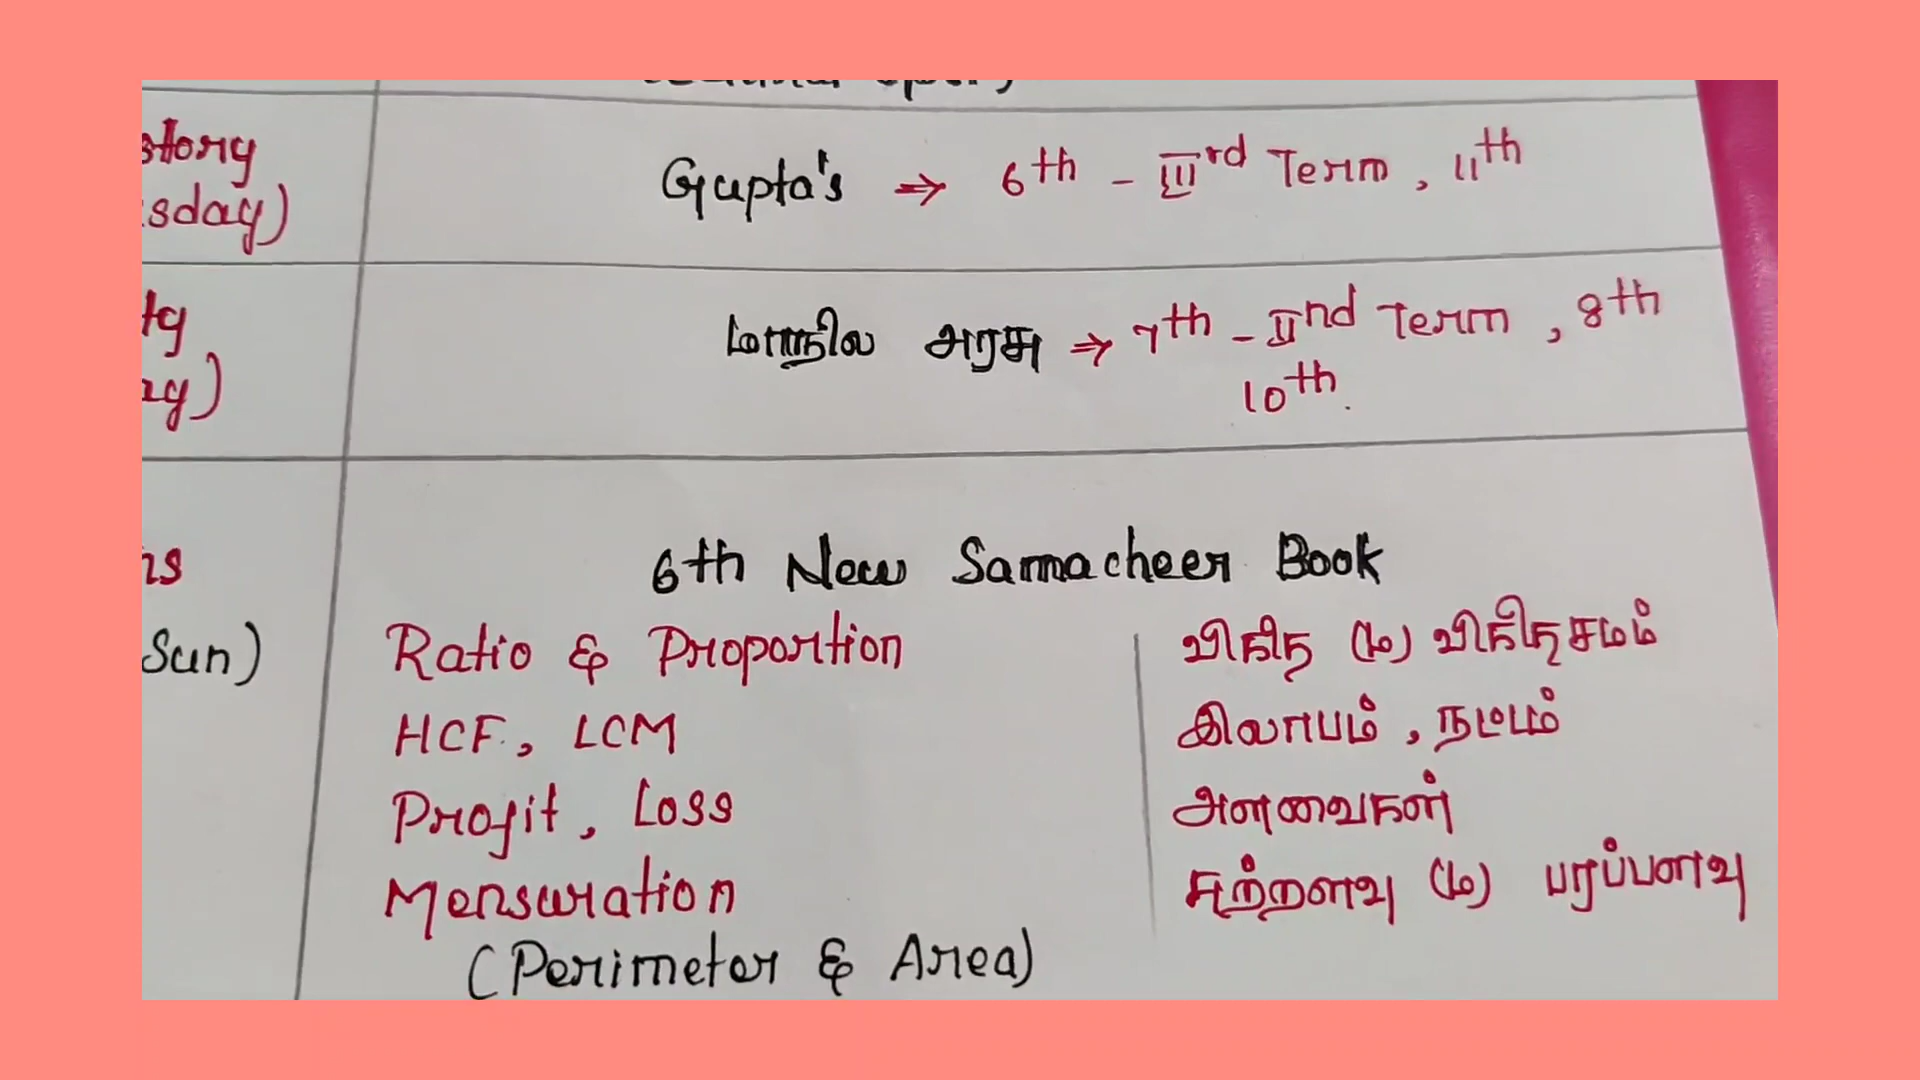 Gupta's ⇒ 6th - IIIrd Term, 11th
sday)
மாநில அரசு ⇒ 7th - IInd Term, 8th
10th.
6th New Samacheer Book
Sun)
Ratio & Proportion
விகித (ம) விகிதசமம்
HCF, LCM
இலாபம், நட்டம்
Profit, Loss
அளவைகள்
Mensuration
சுற்றளவு (ம) பரப்பளவு
(Perimeter & Area)